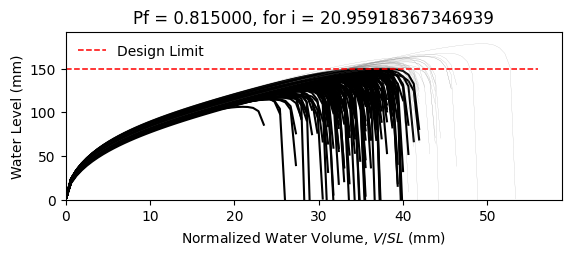 Pf = 0.815000, for i = 20.95918367346939
Design Limit
Water Level (mm)
150
100
50
0
0 10 20 30 40 50
Normalized Water Volume, V/SL (mm)